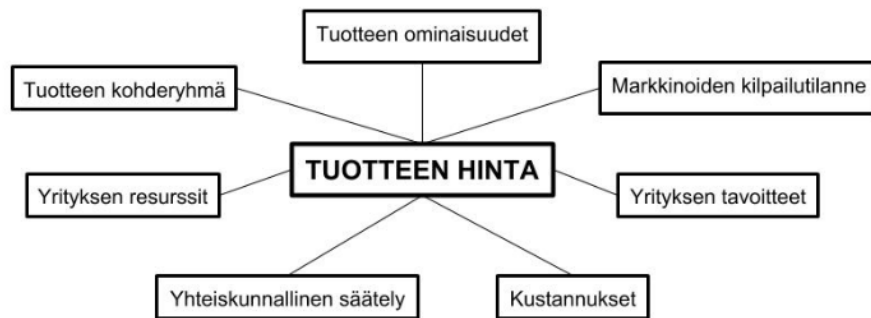 Tuotteen ominaisuudet
Tuotteen kohderyhmä
Markkinoiden kilpailutilanne
TUOTTEEN HINTA
Yrityksen resurssit
Yrityksen tavoitteet
Yhteiskunnallinen säätely
Kustannukset